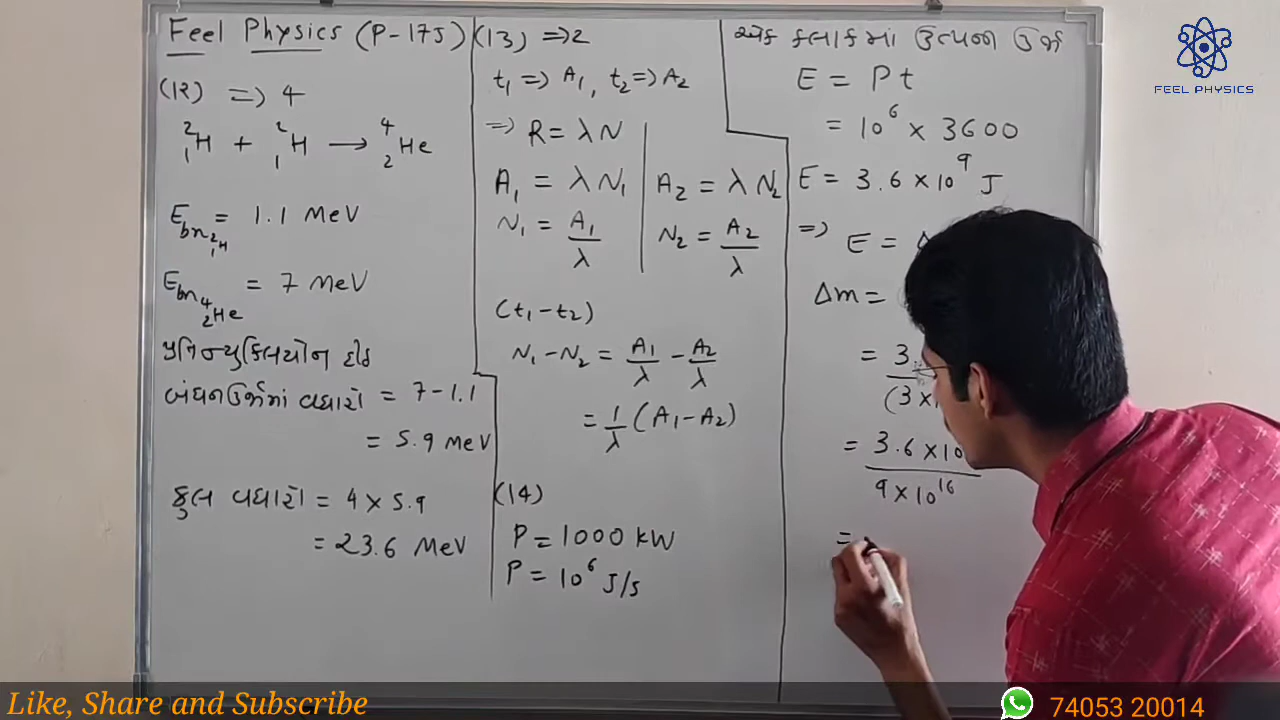 Feel Physics (P-175)
(12) => 4
²₁H + ²₁H → ⁴₂He
E_bn ²₁H = 1.1 MeV
E_bn ⁴₂He = 7 MeV
પ્રતિ ન્યુક્લિયોન દીઠ
બંધનઉર્જામાં વધારો = 7 - 1.1
= 5.9 MeV
કુલ વધારો = 4 × 5.9
= 23.6 MeV
(13) => 2
t₁ => A₁, t₂ => A₂
=> R = λN
A₁ = λN₁
N₁ = A₁/λ
A₂ = λN₂
N₂ = A₂/λ
(t₁-t₂)
N₁-N₂ = A₁/λ - A₂/λ
= 1/λ (A₁-A₂)
(14)
P = 1000 kW
P = 10⁶ J/s
એક કલાકમાં ઉત્પન્ન ઉર્જા
E = Pt
= 10⁶ × 3600
E = 3.6 × 10⁹ J
=> E =
Δm =
= 3
(3 ×
= 3.6 × 10
9 × 10¹⁶
=
FEEL PHYSICS
Like, Share and Subscribe
74053 20014